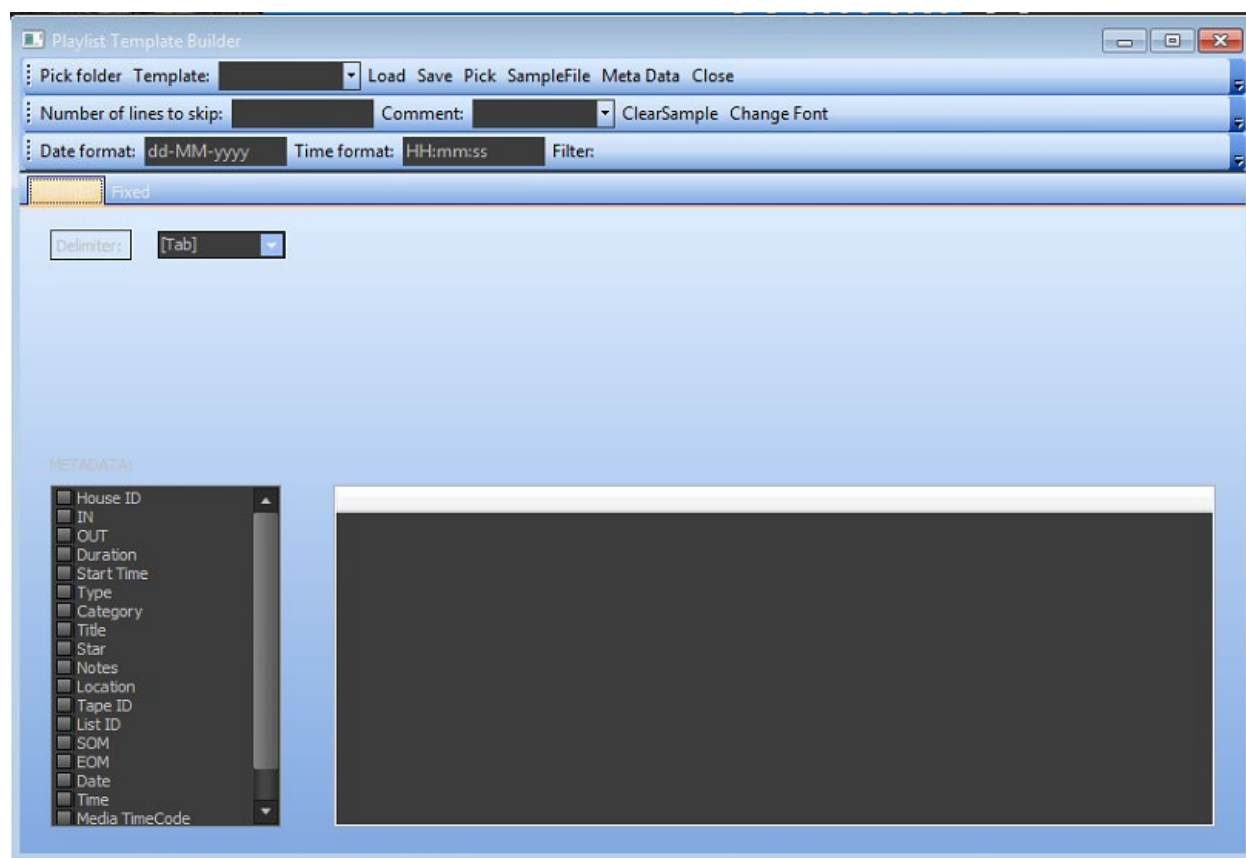 Playlist Template Builder
Pick folder Template: Load Save Pick SampleFile Meta Data Close
Number of lines to skip: Comment: ClearSample Change Font
Date format: dd-MM-yyyy Time format: HH:mm:ss Filter:
Fixed
Delimiter: [Tab]
METADATA:
House ID
IN
OUT
Duration
Start Time
Type
Category
Title
Star
Notes
Location
Tape ID
List ID
SOM
EOM
Date
Time
Media TimeCode